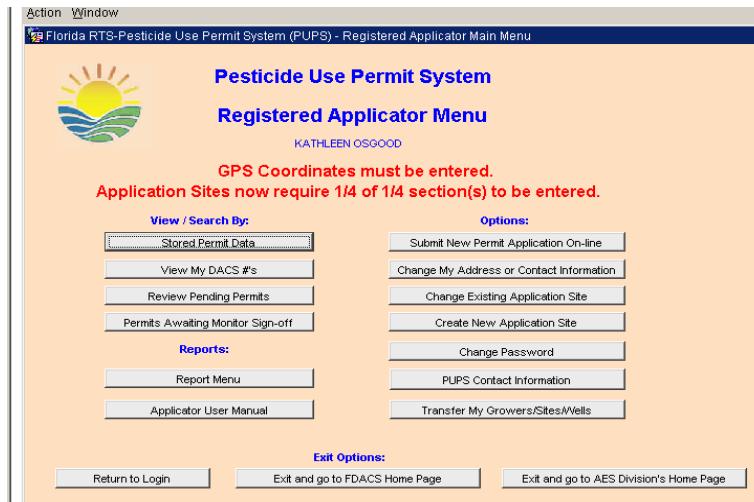 Action Window
Florida RTS-Pesticide Use Permit System (PUPS) - Registered Applicator Main Menu
Pesticide Use Permit System
Registered Applicator Menu
KATHLEEN OSGOOD
GPS Coordinates must be entered.
Application Sites now require 1/4 of 1/4 section(s) to be entered.
View / Search By:
Stored Permit Data
View My DACS #'s
Review Pending Permits
Permits Awaiting Monitor Sign-off
Reports:
Report Menu
Applicator User Manual
Options:
Submit New Permit Application On-line
Change My Address or Contact Information
Change Existing Application Site
Create New Application Site
Change Password
PUPS Contact Information
Transfer My Growers/Sites/Wells
Exit Options:
Return to Login
Exit and go to FDACS Home Page
Exit and go to AES Division's Home Page